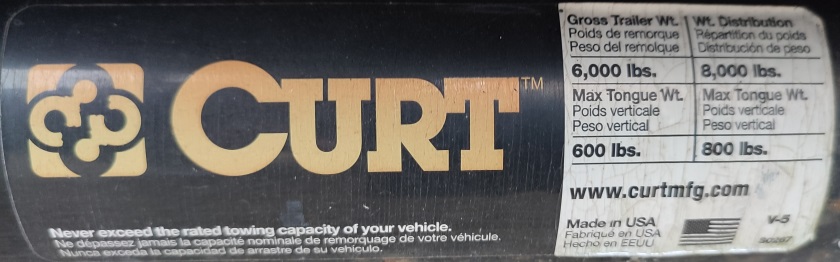 CURT™
Never exceed the rated towing capacity of your vehicle.
Ne dépassez jamais la capacité nominale de remorquage de votre véhicule.
Nunca exceda la capacidad de arrastre de su vehiculo.
Gross Trailer Wt.
Poids de remorque
Peso del remolque
6,000 lbs.
Max Tongue Wt.
Poids verticale
Peso vertical
600 lbs.
Wt. Distribution
Répartition du poids
Distribución de peso
8,000 lbs.
Max Tongue Wt.
Poids verticale
Peso vertical
800 lbs.
www.curtmfg.com
Made in USA
Fabriqué en USA
Hecho en EEUU
V-5